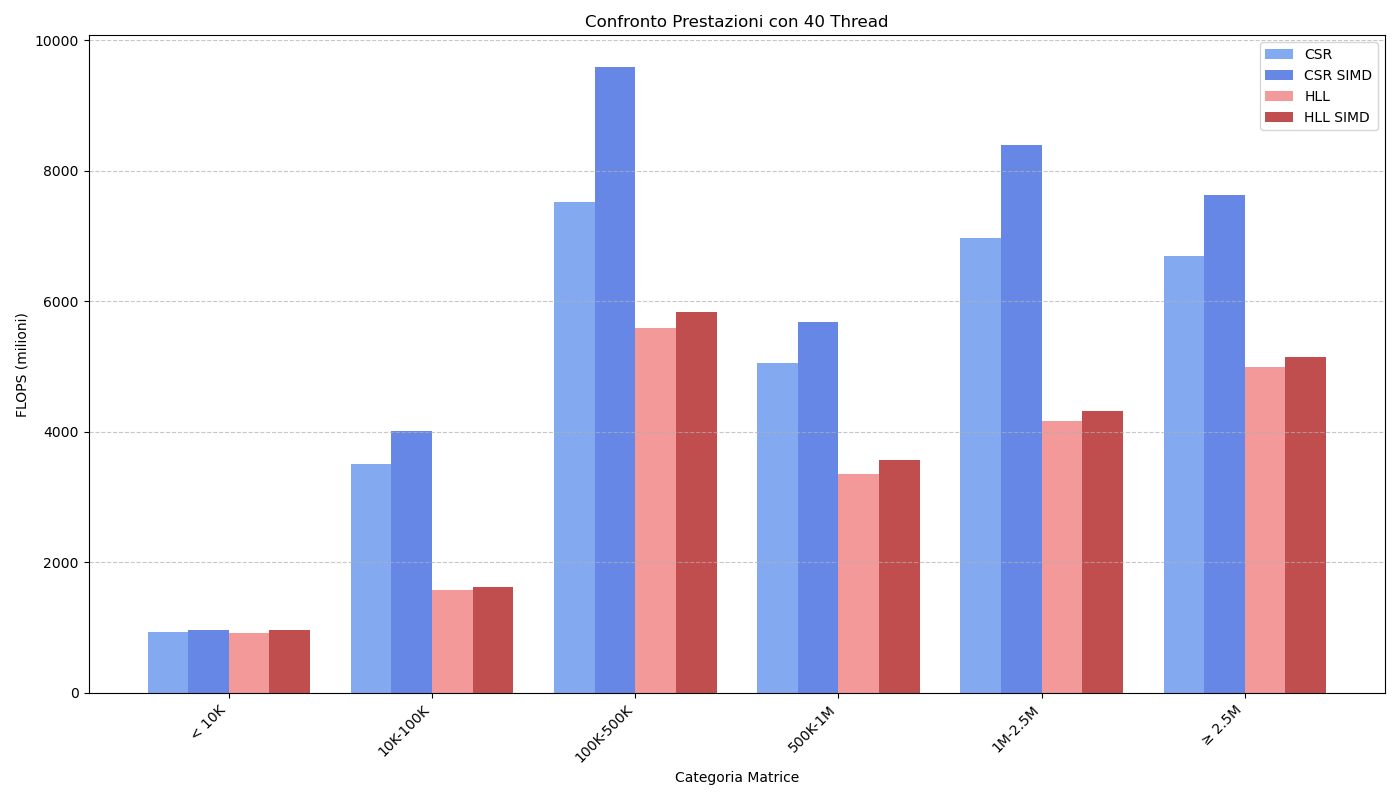 Confronto Prestazioni con 40 Thread
CSR
CSR SIMD
HLL
HLL SIMD
10000
8000
6000
4000
2000
0
FLOPS (milioni)
< 10K
10K-100K
100K-500K
500K-1M
1M-2.5M
≥ 2.5M
Categoria Matrice